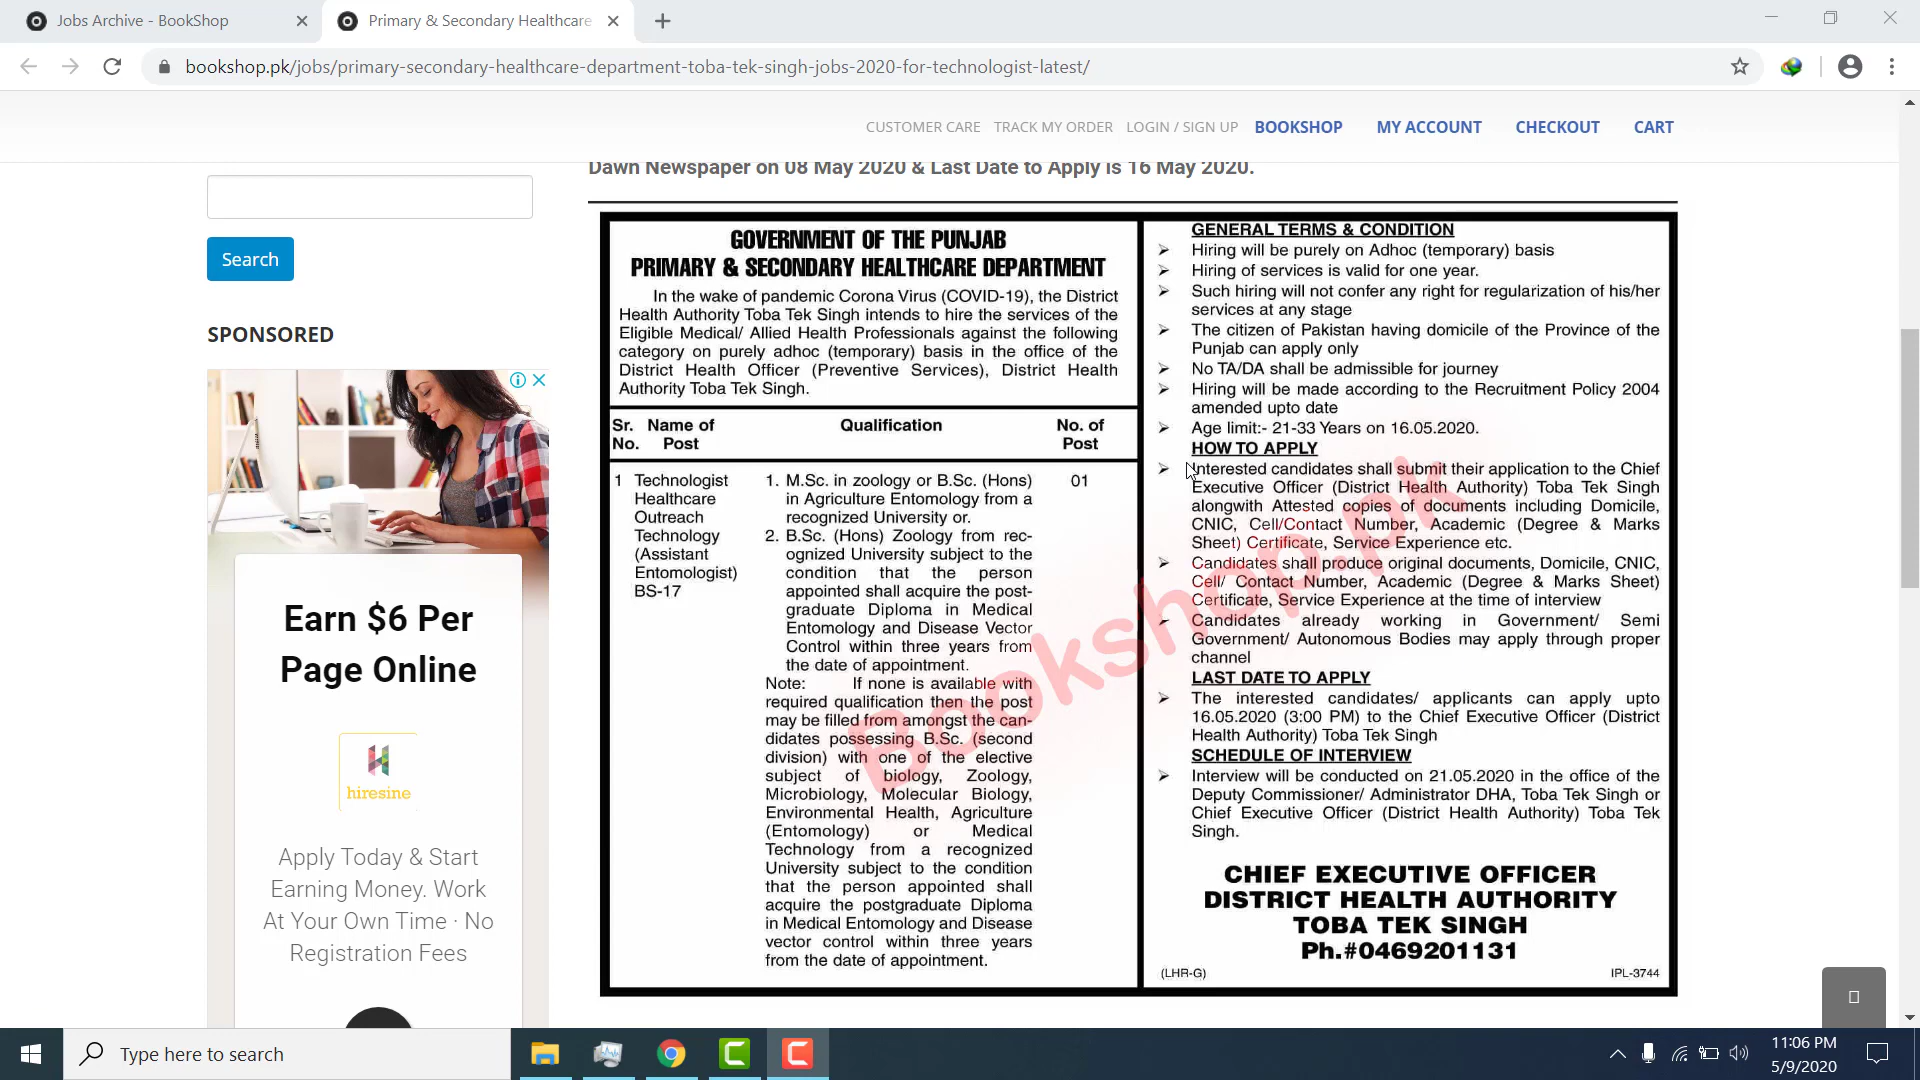 Jobs Archive - BookShop
Primary & Secondary Healthcare
bookshop.pk/jobs/primary-secondary-healthcare-department-toba-tek-singh-jobs-2020-for-technologist-latest/
CUSTOMER CARE TRACK MY ORDER LOGIN / SIGN UP BOOKSHOP MY ACCOUNT CHECKOUT CART
Dawn Newspaper on 08 May 2020 & Last Date to Apply is 16 May 2020.
Search
SPONSORED
Earn $6 Per
Page Online
hiresine
Apply Today & Start
Earning Money. Work
At Your Own Time · No
Registration Fees
GOVERNMENT OF THE PUNJAB
PRIMARY & SECONDARY HEALTHCARE DEPARTMENT
In the wake of pandemic Corona Virus (COVID-19), the District
Health Authority Toba Tek Singh intends to hire the services of the
Eligible Medical/ Allied Health Professionals against the following
category on purely adhoc (temporary) basis in the office of the
District Health Officer (Preventive Services), District Health
Authority Toba Tek Singh.
Sr. Name of Qualification No. of
No. Post Post
1 Technologist
Healthcare
Outreach
Technology
(Assistant
Entomologist)
BS-17
1. M.Sc. in zoology or B.Sc. (Hons)
in Agriculture Entomology from a
recognized University or.
2. B.Sc. (Hons) Zoology from rec-
ognized University subject to the
condition that the person
appointed shall acquire the post-
graduate Diploma in Medical
Entomology and Disease Vector
Control within three years from
the date of appointment.
Note: If none is available with
required qualification then the post
may be filled from amongst the can-
didates possessing B.Sc. (second
division) with one of the elective
subject of biology, Zoology,
Microbiology, Molecular Biology,
Environmental Health, Agriculture
(Entomology) or Medical
Technology from a recognized
University subject to the condition
that the person appointed shall
acquire the postgraduate Diploma
in Medical Entomology and Disease
vector control within three years
from the date of appointment.
01
GENERAL TERMS & CONDITION
➢ Hiring will be purely on Adhoc (temporary) basis
➢ Hiring of services is valid for one year.
➢ Such hiring will not confer any right for regularization of his/her
services at any stage
➢ The citizen of Pakistan having domicile of the Province of the
Punjab can apply only
➢ No TA/DA shall be admissible for journey
➢ Hiring will be made according to the Recruitment Policy 2004
amended upto date
➢ Age limit:- 21-33 Years on 16.05.2020.
HOW TO APPLY
➢ Interested candidates shall submit their application to the Chief
Executive Officer (District Health Authority) Toba Tek Singh
alongwith Attested copies of documents including Domicile,
CNIC, Cell/Contact Number, Academic (Degree & Marks
Sheet) Certificate, Service Experience etc.
➢ Candidates shall produce original documents, Domicile, CNIC,
Cell/ Contact Number, Academic (Degree & Marks Sheet)
Certificate, Service Experience at the time of interview
➢ Candidates already working in Government/ Semi
Government/ Autonomous Bodies may apply through proper
channel
LAST DATE TO APPLY
➢ The interested candidates/ applicants can apply upto
16.05.2020 (3:00 PM) to the Chief Executive Officer (District
Health Authority) Toba Tek Singh
SCHEDULE OF INTERVIEW
➢ Interview will be conducted on 21.05.2020 in the office of the
Deputy Commissioner/ Administrator DHA, Toba Tek Singh or
Chief Executive Officer (District Health Authority) Toba Tek
Singh.
CHIEF EXECUTIVE OFFICER
DISTRICT HEALTH AUTHORITY
TOBA TEK SINGH
Ph.#0469201131
(LHR-G) IPL-3744
Bookshop.pk
Type here to search
11:06 PM
5/9/2020